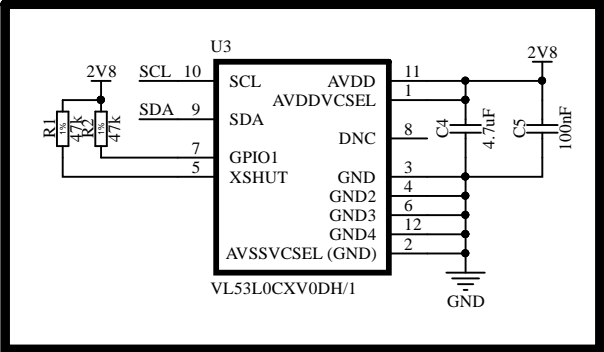 U3
2V8
2V8
SCL 10 SCL AVDD 11
AVDDVCSEL 1
SDA 9 SDA
R1 1% 47k
R2 1% 47k
DNC 8
C4 4.7uF
C5 100nF
7 GPIO1
5 XSHUT GND 3
GND2 4
GND3 6
GND4 12
AVSSVCSEL (GND) 2
VL53L0CXV0DH/1
GND